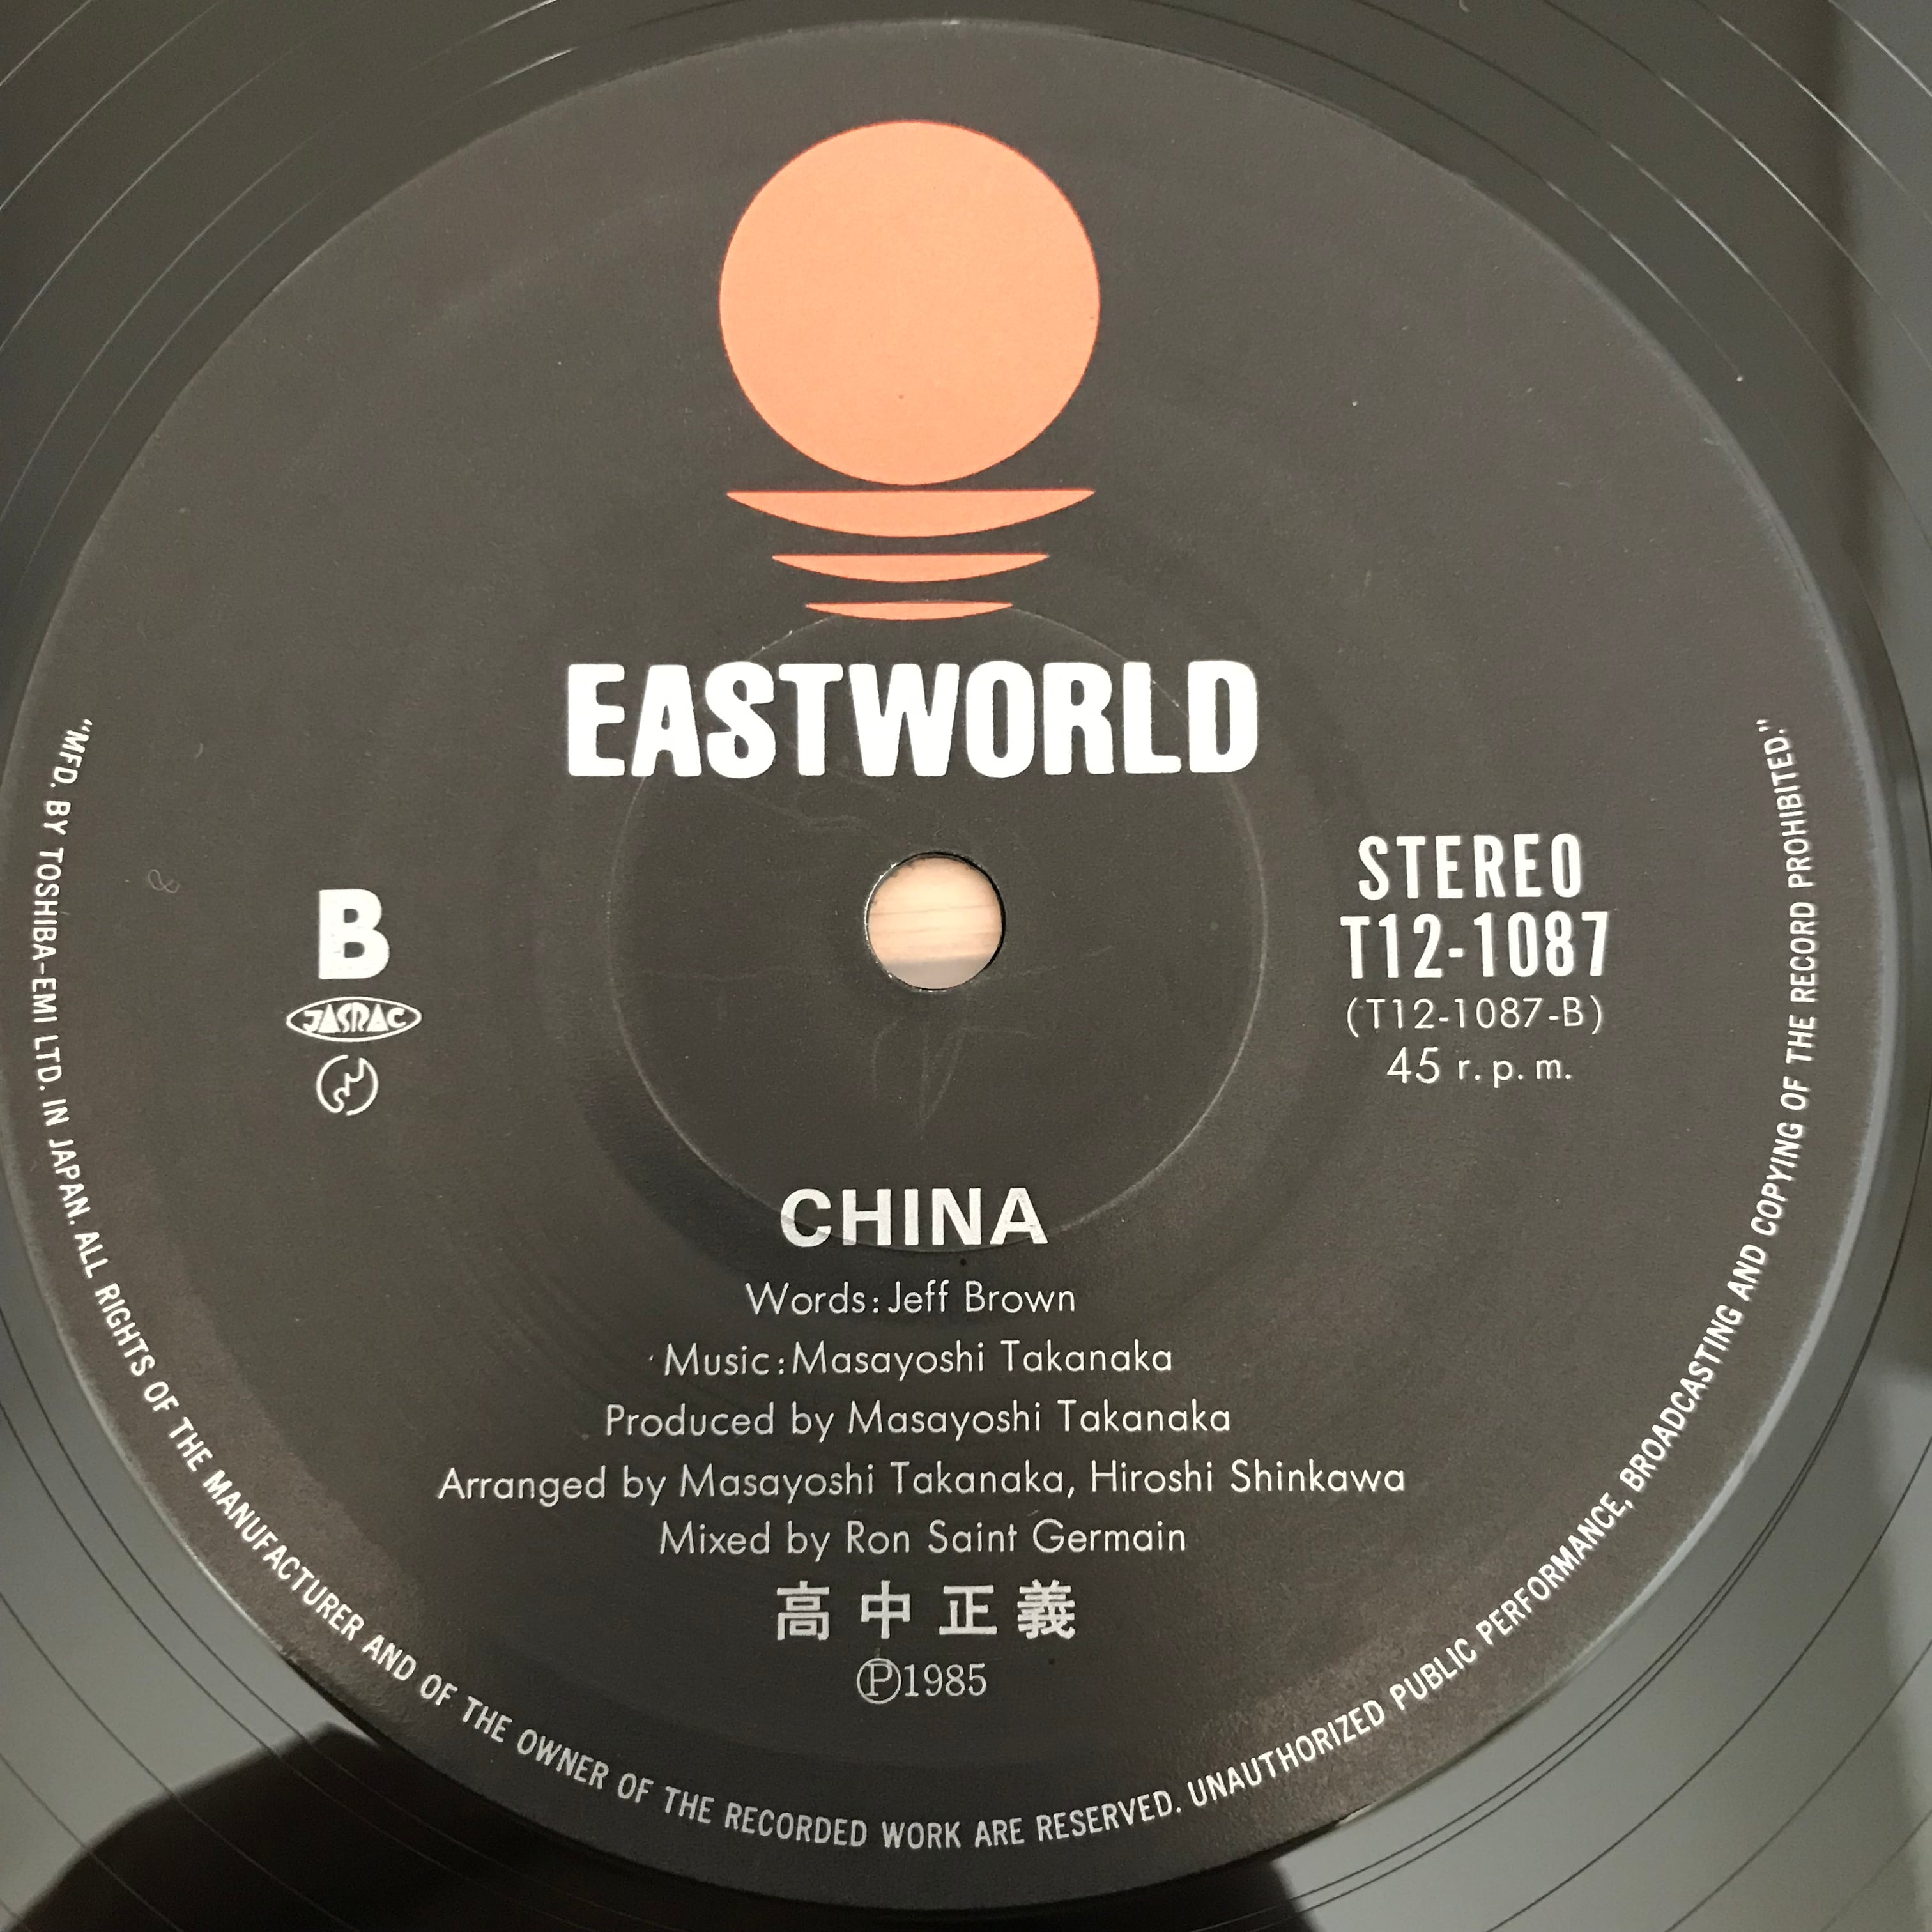 EASTWORLD
B
JASRAC
STEREO
T12-1087
(T12-1087-B)
45 r.p.m.
CHINA
Words:Jeff Brown
Music:Masayoshi Takanaka
Produced by Masayoshi Takanaka
Arranged by Masayoshi Takanaka, Hiroshi Shinkawa
Mixed by Ron Saint Germain
高中正義
Ⓟ1985
"MFD. BY TOSHIBA-EMI LTD. IN JAPAN. ALL RIGHTS OF THE MANUFACTURER AND OF THE OWNER OF THE RECORDED WORK ARE RESERVED. UNAUTHORIZED PUBLIC PERFORMANCE, BROADCASTING AND COPYING OF THE RECORD PROHIBITED."